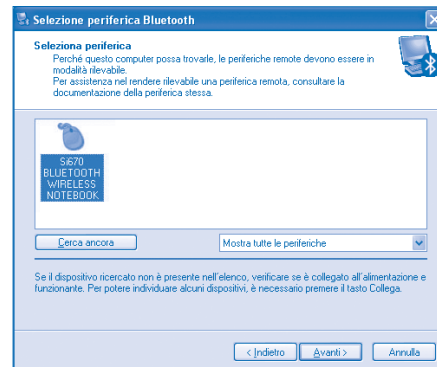 Selezione periferica Bluetooth
Seleziona periferica
Perché questo computer possa trovarle, le periferiche remote devono essere in
modalità rilevabile.
Per assistenza nel rendere rilevabile una periferica remota, consultare la
documentazione della periferica stessa.
Si670
BLUETOOTH
WIRELESS
NOTEBOOK
Cerca ancora
Mostra tutte le periferiche
Se il dispositivo ricercato non è presente nell'elenco, verificare se è collegato all'alimentazione e
funzionante. Per potere individuare alcuni dispositivi, è necessario premere il tasto Collega.
< Indietro
Avanti >
Annulla